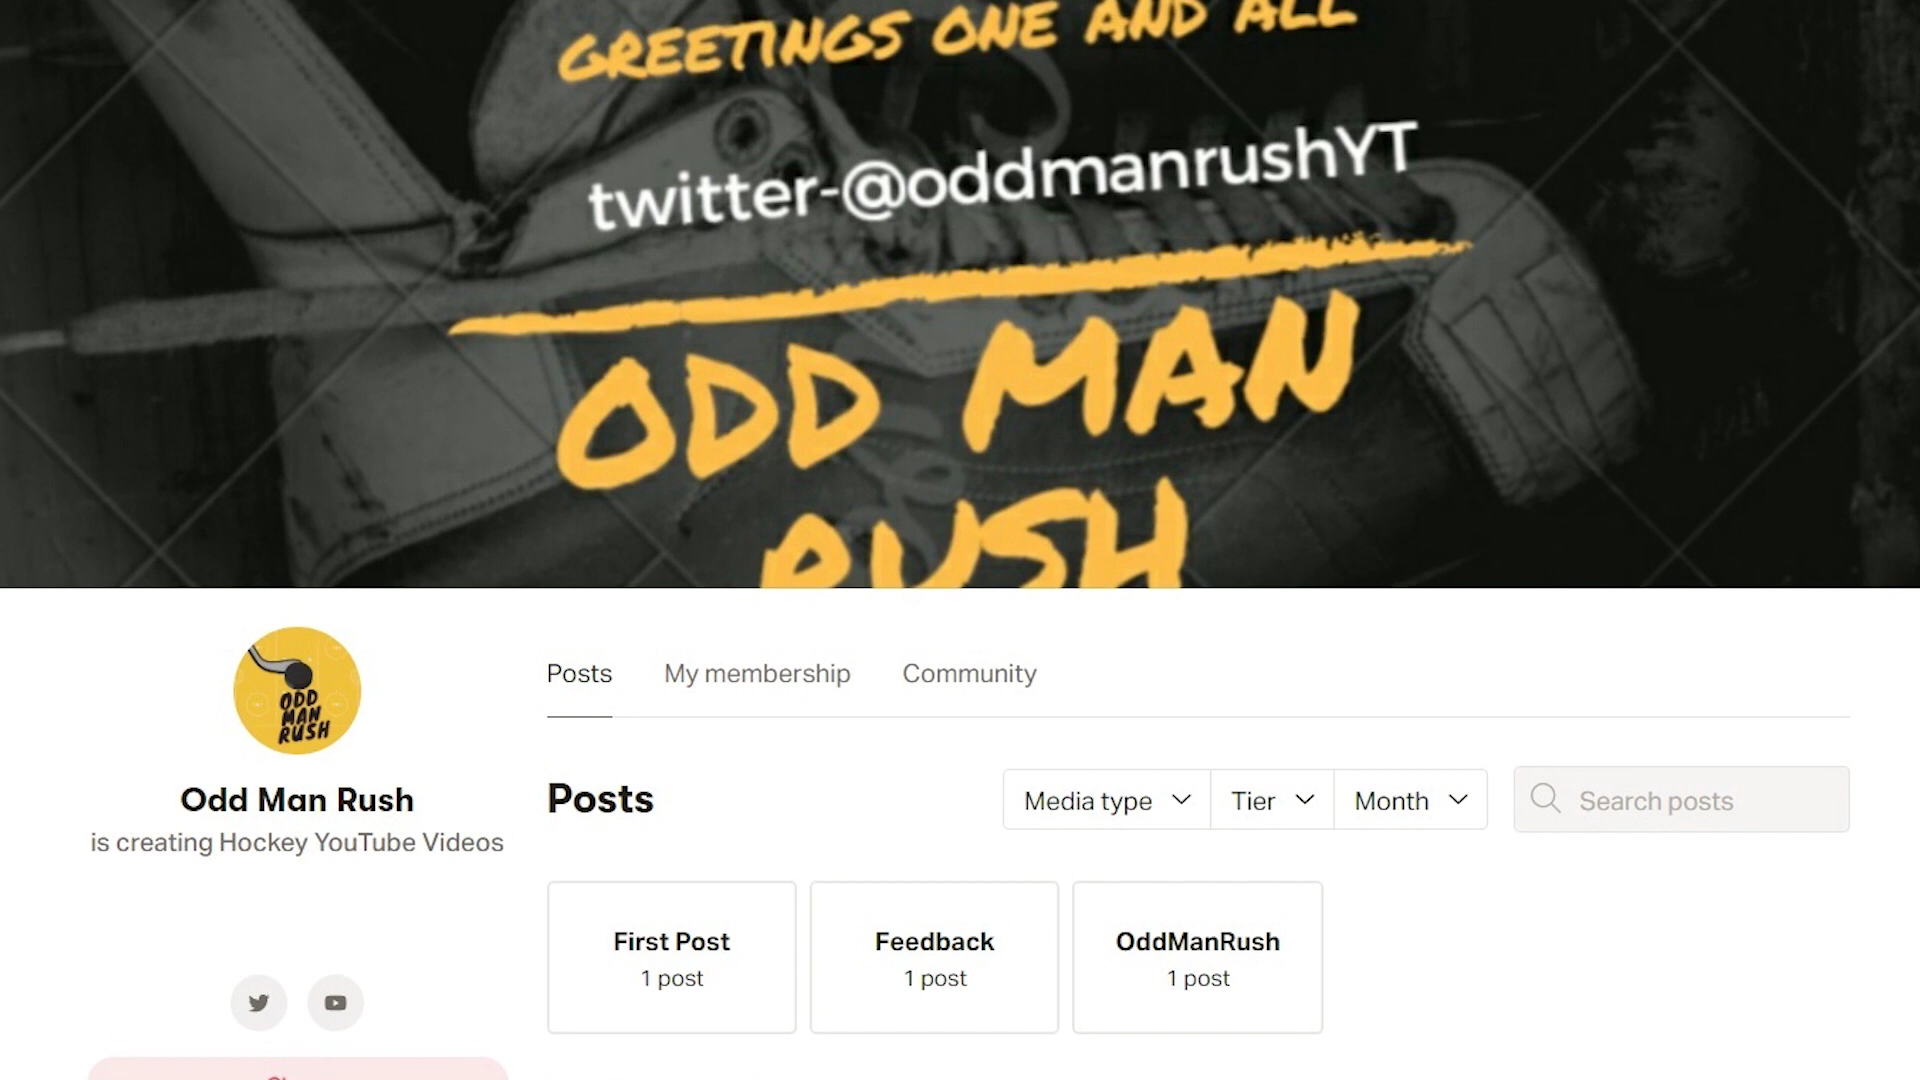 GREETINGS ONE AND ALL
twitter-@oddmanrushYT
ODD MAN
RUSH
ODD
MAN
RUSH
Odd Man Rush
is creating Hockey YouTube Videos
Posts My membership Community
Posts
Media type Tier Month Search posts
First Post Feedback OddManRush
1 post 1 post 1 post